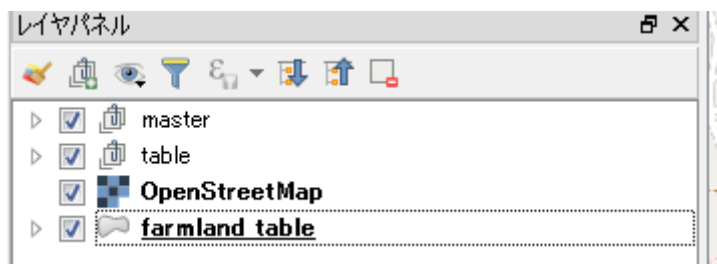 レイヤパネル
master
table
OpenStreetMap
farmland_table